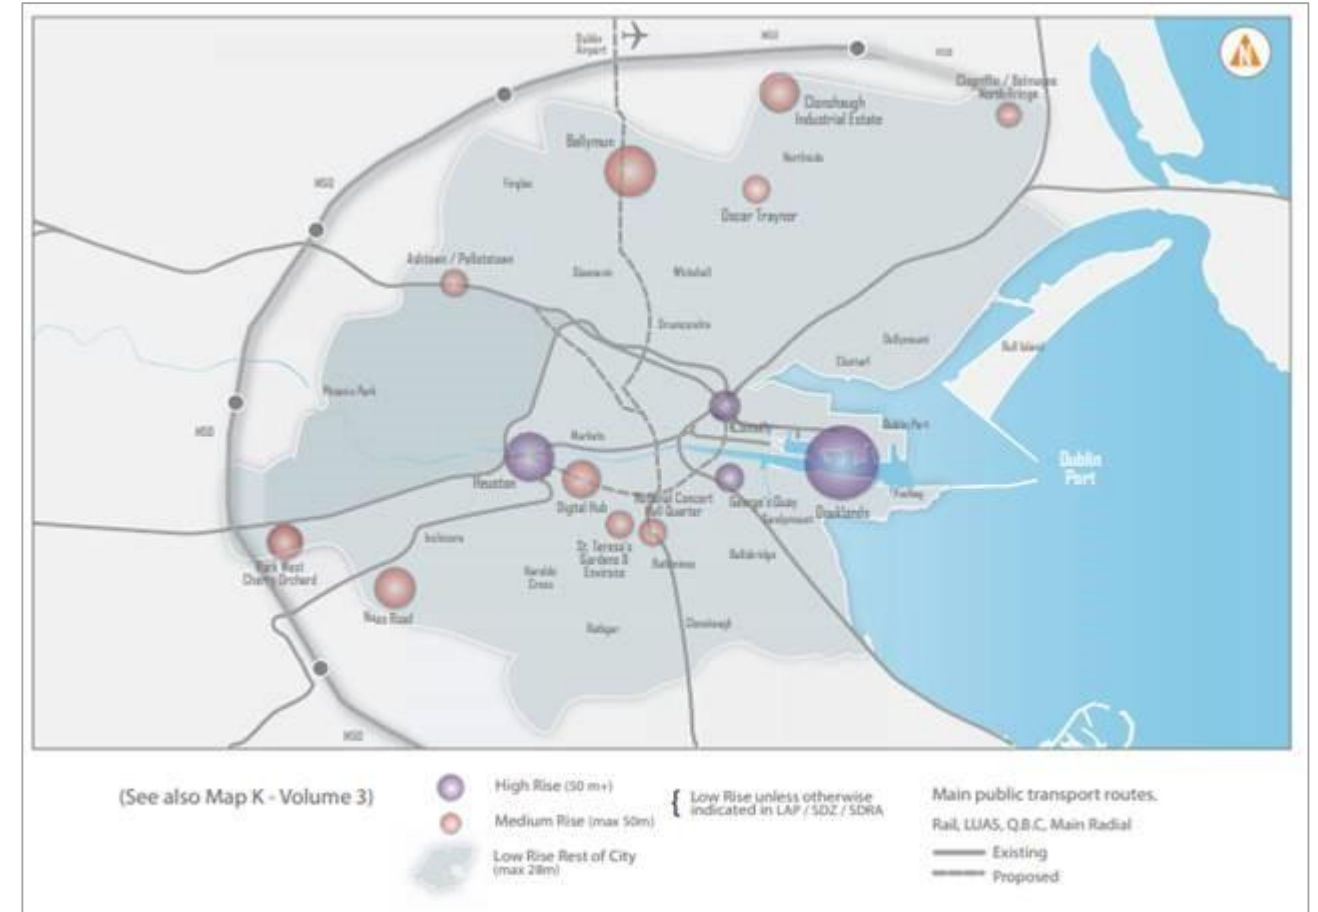 Dublin
Airport
M50
M50
Clongriffin / Belmayne
North Fringe
Clonshaugh
Industrial Estate
Ballymun
Northside
M50
Finglas
Oscar Traynor
Ashtown / Pelletstown
Glasnevin
Whitehall
Drumcondra
Dollymount
Bull Island
Clontarf
Phoenix Park
M50
Connolly
Dublin Port
Markets
Dublin
Port
Heuston
Digital Hub
National Concert
Hall Quarter
George's Quay
Poolbeg
Docklands
Sandymount
Inchicore
St. Teresa's
Gardens &
Environs
Ballsbridge
Rathmines
Park West
Cherry Orchard
Harolds
Cross
Naas Road
Rathgar
Clonskeagh
M50
N
(See also Map K - Volume 3)
High Rise (50 m+)
Medium Rise (max 50m)
Low Rise Rest of City
(max 28m)
{ Low Rise unless otherwise
indicated in LAP / SDZ / SDRA
Main public transport routes.
Rail, LUAS, Q.B.C, Main Radial
Existing
Proposed